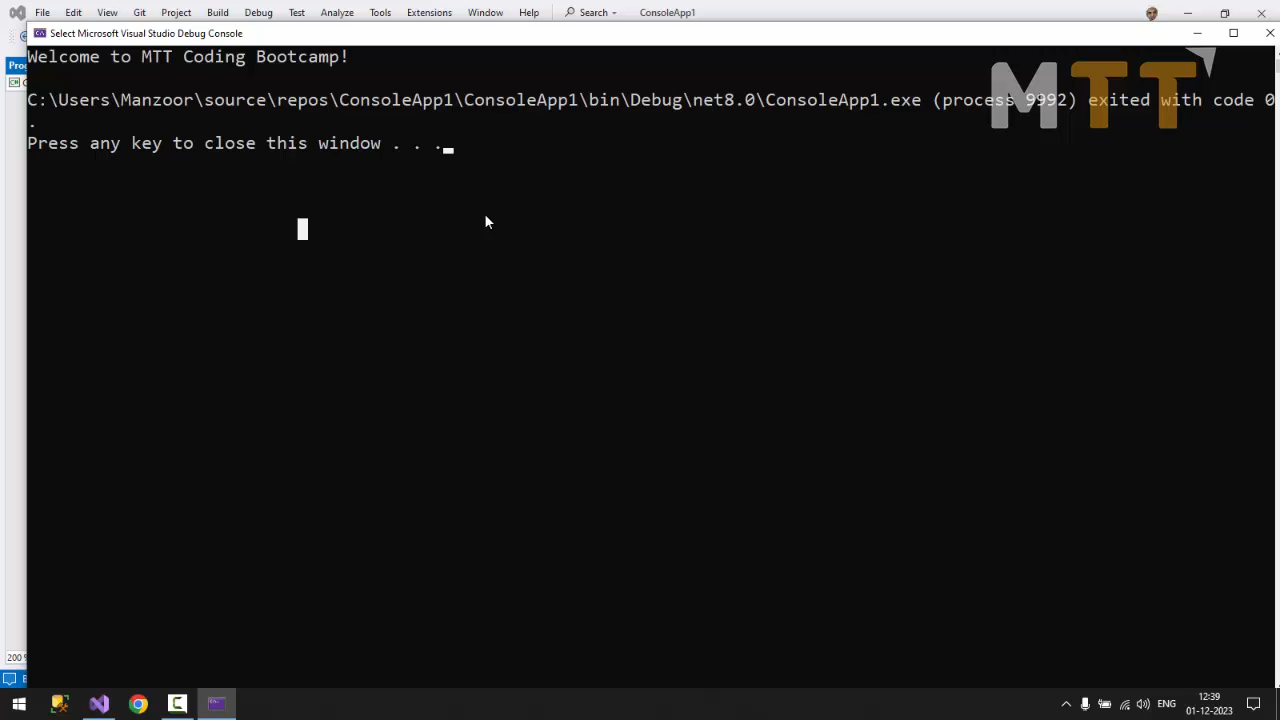 File Edit View Git Project Build Debug Test Analyze Tools Extensions Window Help Search ConsoleApp1
Select Microsoft Visual Studio Debug Console
Welcome to MTT Coding Bootcamp!
MTT
C:\Users\Manzoor\source\repos\ConsoleApp1\ConsoleApp1\bin\Debug\net8.0\ConsoleApp1.exe (process 9992) exited with code 0
.
Press any key to close this window . . .
200
ENG
12:39
01-12-2023